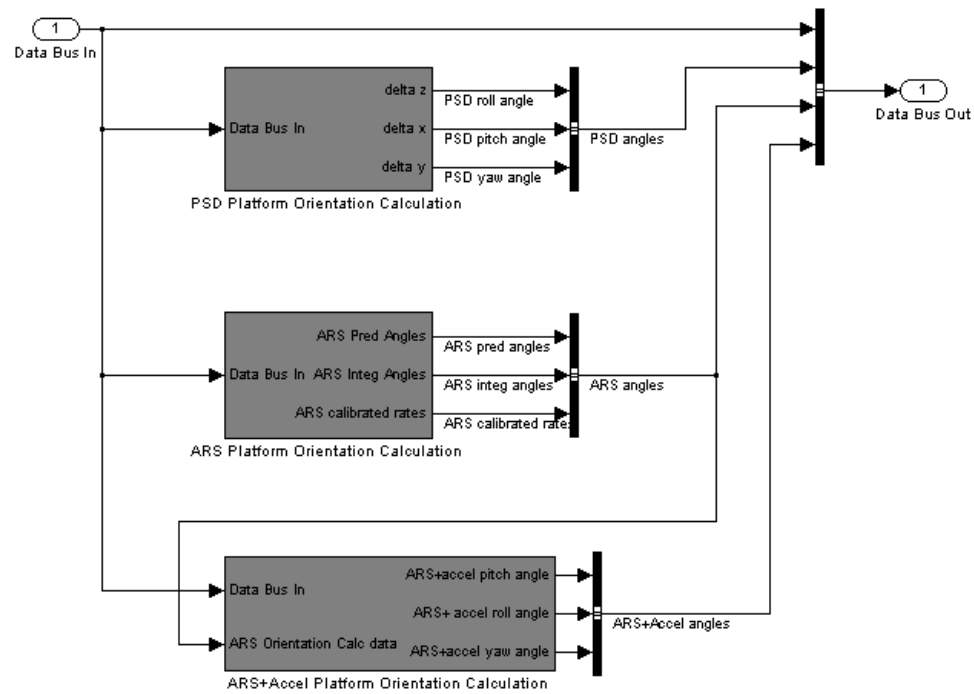 1
Data Bus In
delta z
PSD roll angle
Data Bus In
delta x
PSD pitch angle
PSD angles
delta y
PSD yaw angle
PSD Platform Orientation Calculation
1
Data Bus Out
ARS Pred Angles
ARS pred angles
Data Bus In
ARS Integ Angles
ARS integ angles
ARS angles
ARS calibrated rates
ARS calibrated rates
ARS Platform Orientation Calculation
Data Bus In
ARS+accel pitch angle
ARS+ accel roll angle
ARS+Accel angles
ARS Orientation Calc data
ARS+accel yaw angle
ARS+Accel Platform Orientation Calculation